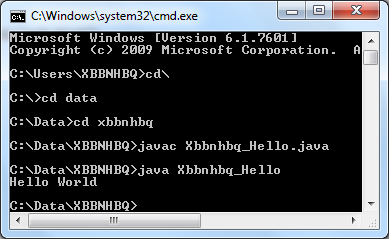 C:\Windows\system32\cmd.exe
Microsoft Windows [Version 6.1.7601]
Copyright (c) 2009 Microsoft Corporation.  A
C:\Users\XBBNHBQ>cd\
C:\>cd data
C:\Data>cd xbbnhbq
C:\Data\XBBNHBQ>javac Xbbnhbq_Hello.java
C:\Data\XBBNHBQ>java Xbbnhbq_Hello
Hello World
C:\Data\XBBNHBQ>